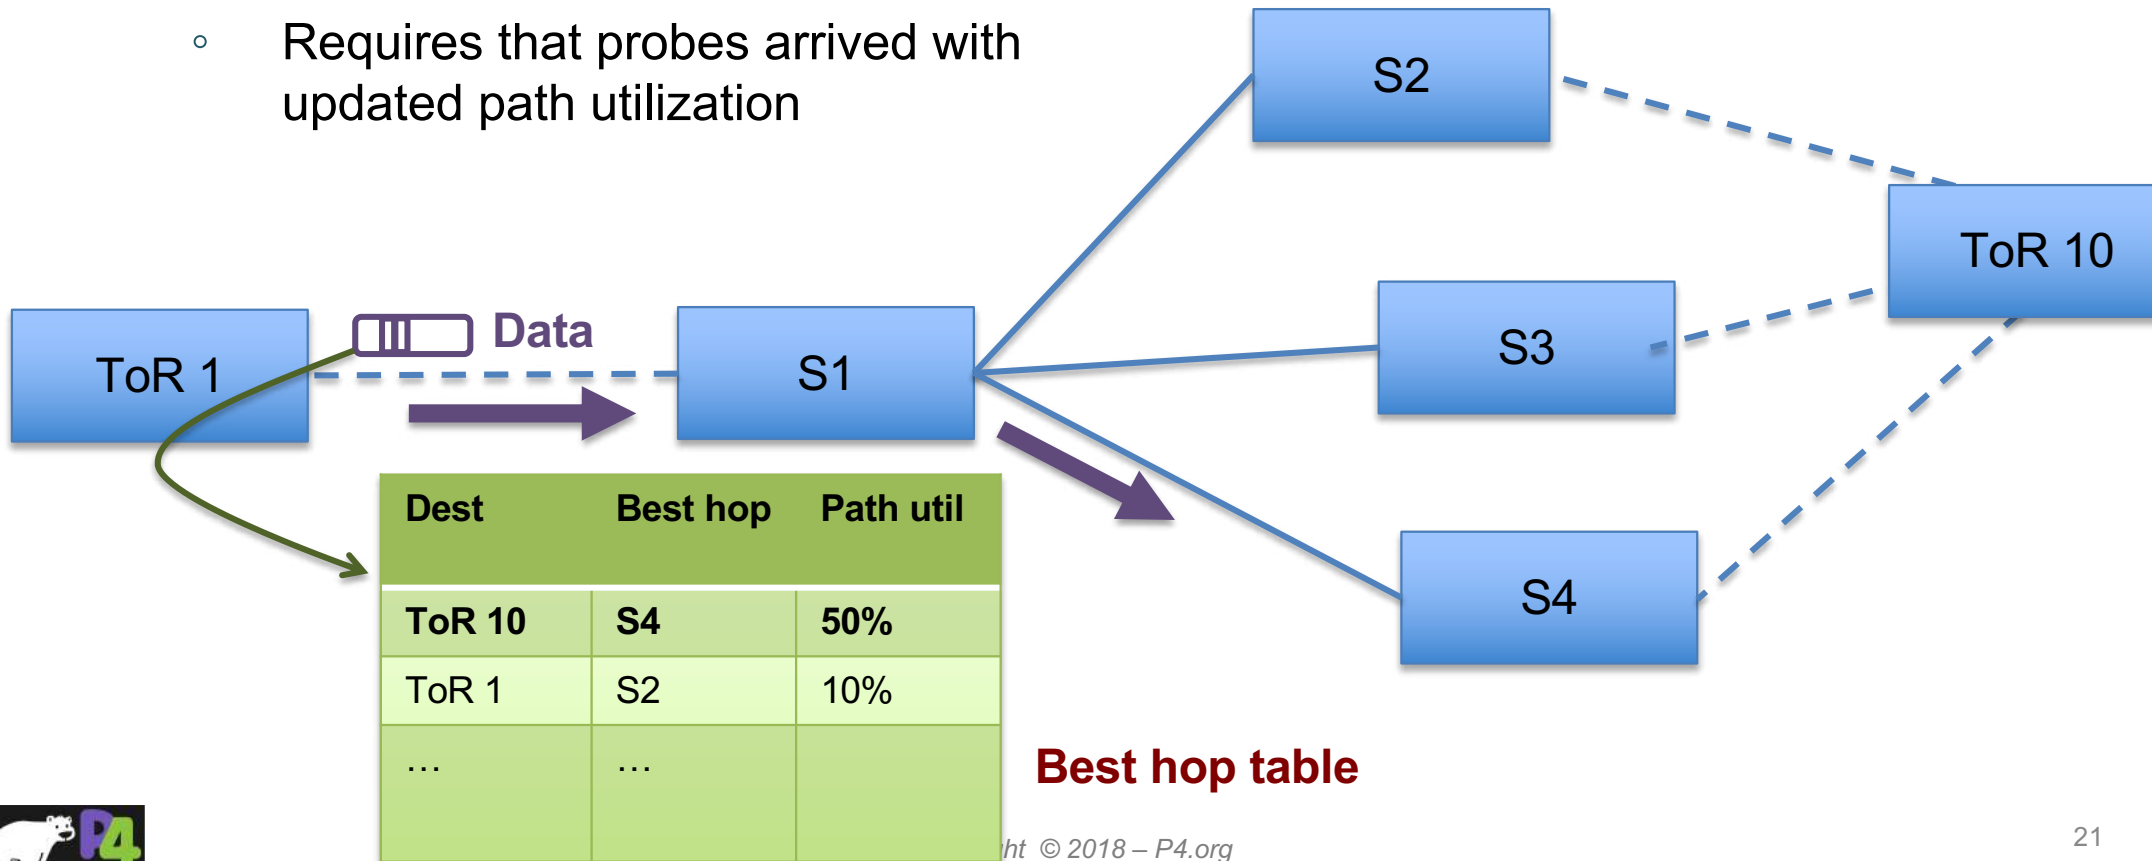 ◦ Requires that probes arrived with
updated path utilization
S2
ToR 10
Data
ToR 1
S1
S3
Dest Best hop Path util
ToR 10 S4 50%
ToR 1 S2 10%
… …
S4
Best hop table
P4
© 2018 – P4.org
21